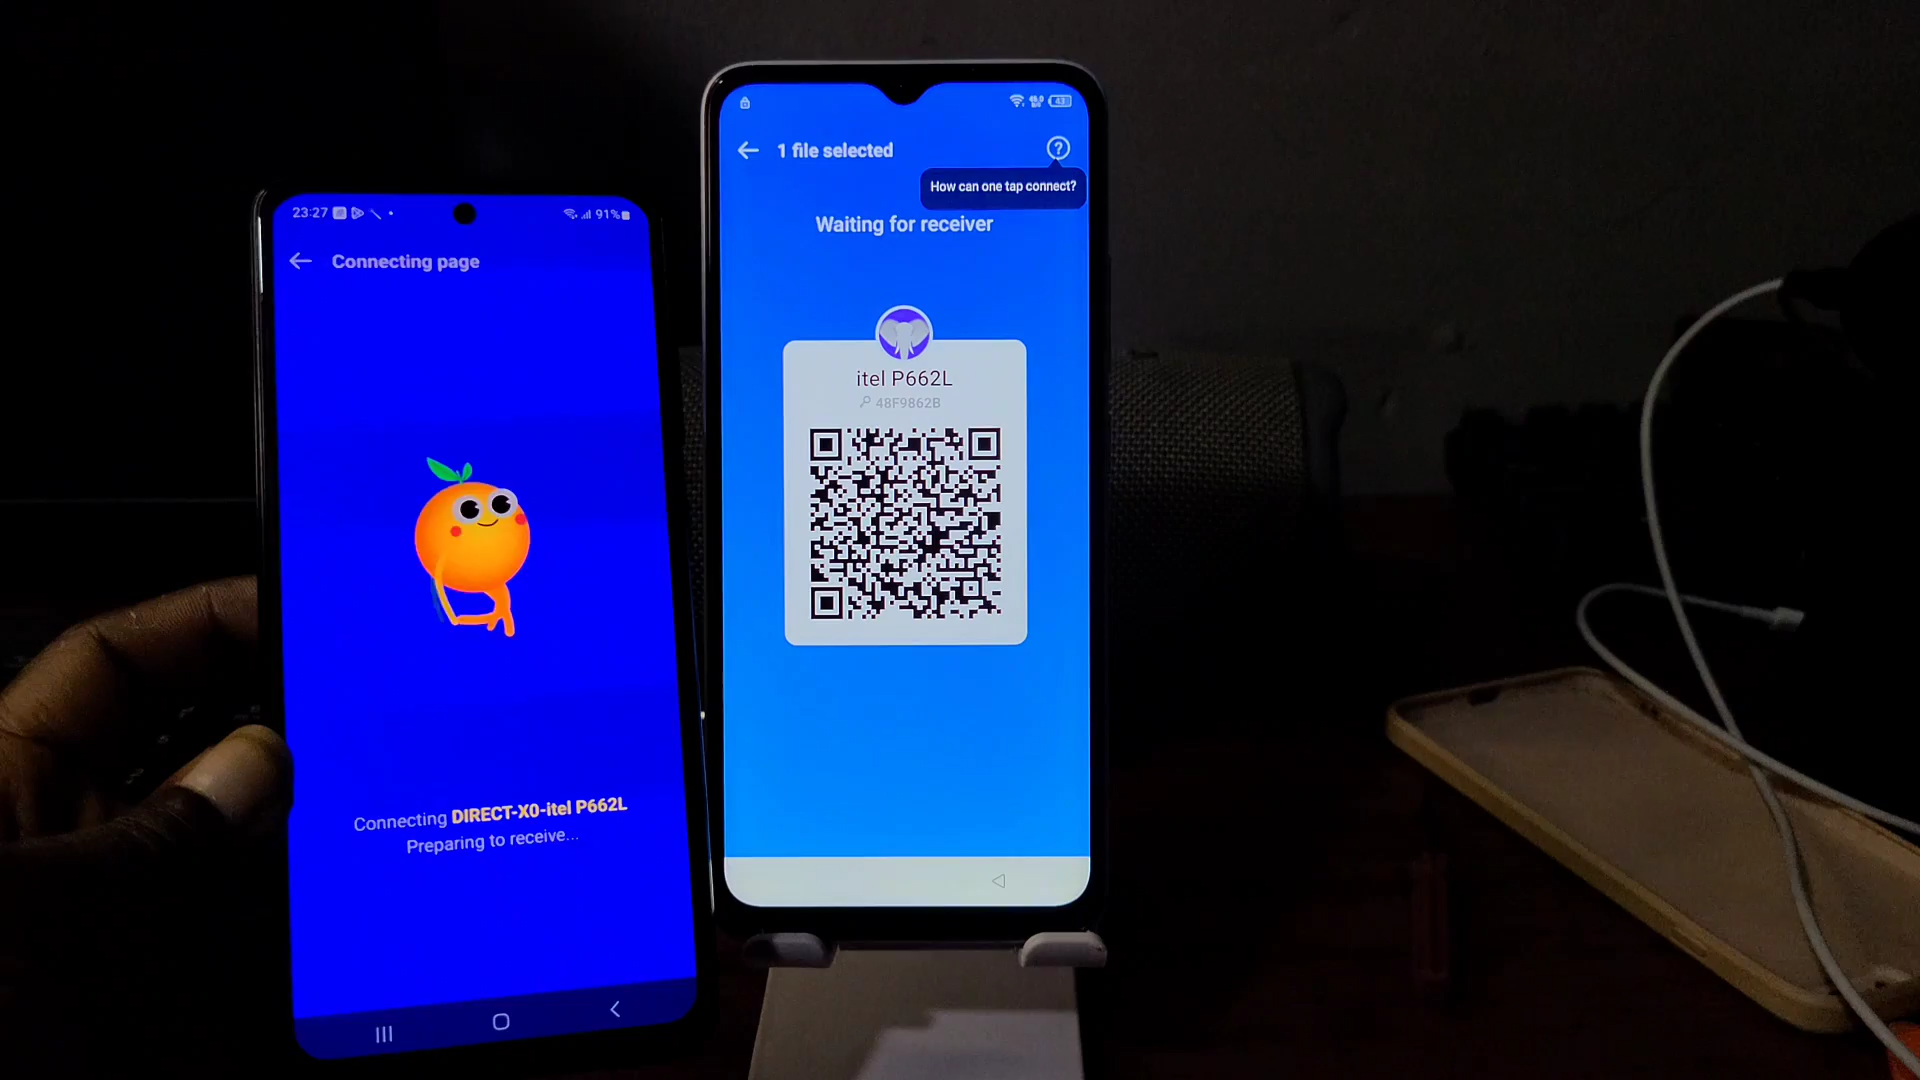 23:27
91%
Connecting page
Connecting DIRECT-X0-itel P662L
Preparing to receive...
43
1 file selected
How can one tap connect?
Waiting for receiver
itel P662L
48F9862B